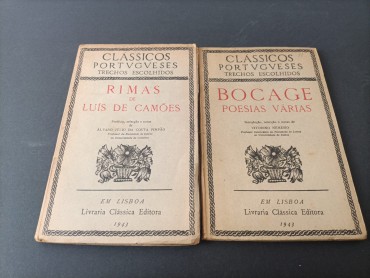 CLASSICOS
PORTVGVESES
TRECHOS ESCOLHIDOS
RIMAS
DE
LUÍS DE CAMÕES
EM LISBOA
Livraria Clássica Editora
1943
CLASSICOS
PORTVGVESES
TRECHOS ESCOLHIDOS
BOCAGE
POESIAS VÁRIAS
EM LISBOA
Livraria Clássica Editora
1943